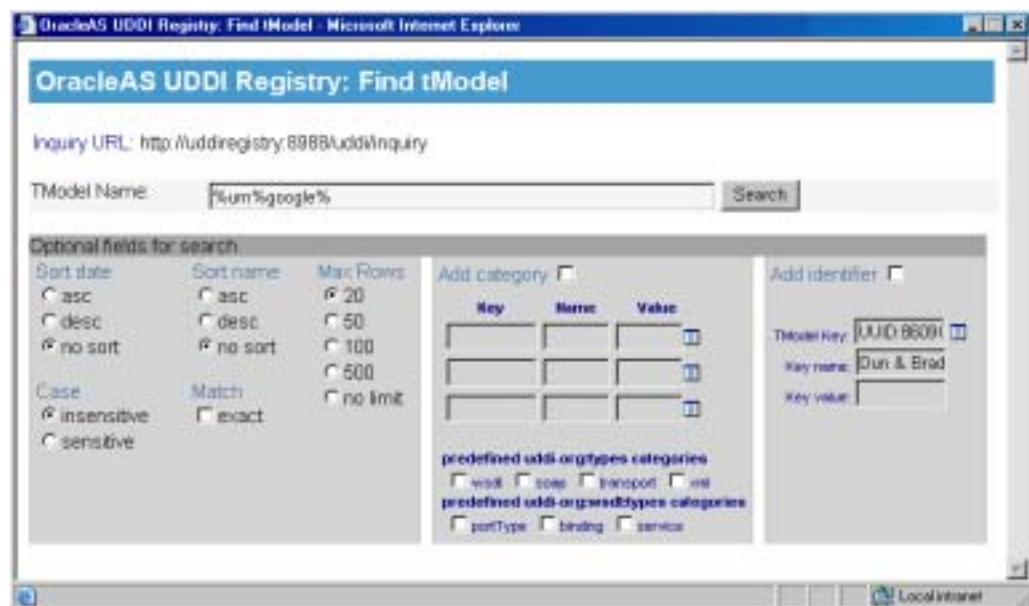 OracleAS UDDI Registry: Find tModel - Microsoft Internet Explorer
OracleAS UDDI Registry: Find tModel
Inquiry URL: http://uddiregistry:8988/uddi/inquiry
TModel Name: %urn%google% Search
Optional fields for search
Sort date Sort name Max Rows Add category Add identifier
asc asc 20
desc desc 50
no sort no sort 100
500
no limit
Case Match
insensitive exact
sensitive
Key Name Value
predefined uddi-org:types categories
wsdl soap transport xml
predefined uddi-org:wsdl:types categories
portType binding service
TModel Key: UUID:8609
Key name: Dun & Brad
Key value:
Local intranet